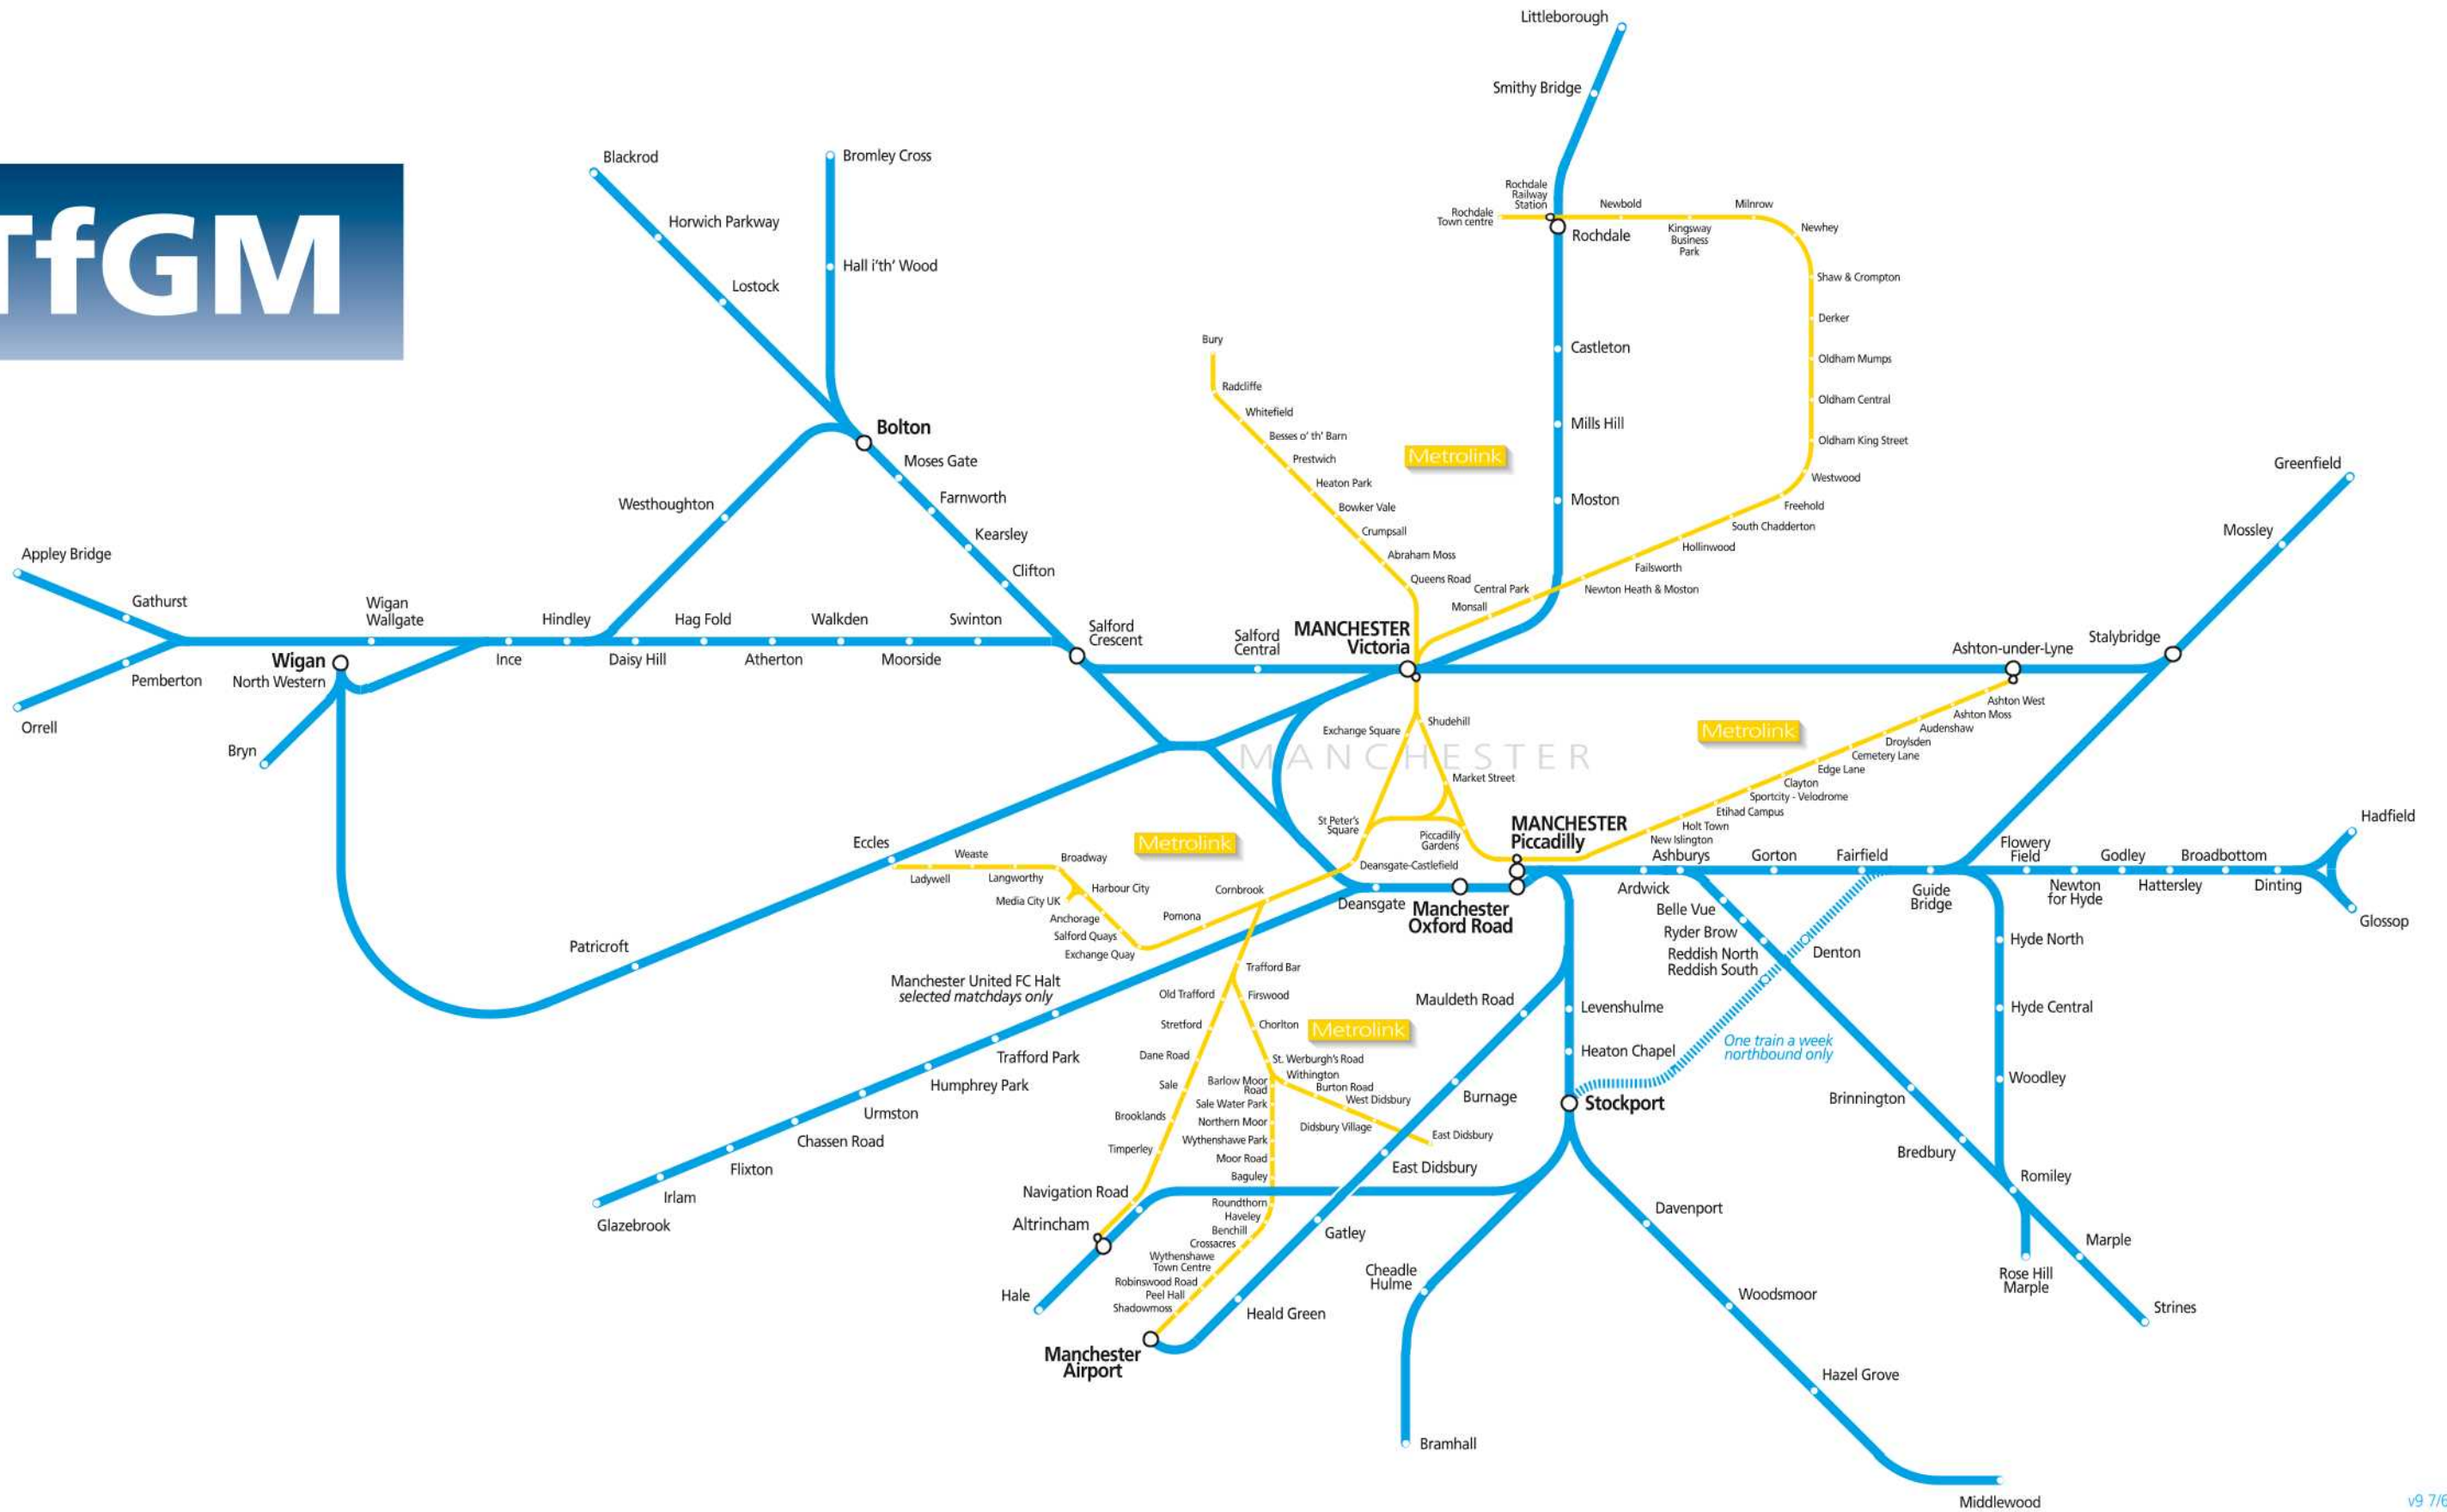 TfGM
Littleborough
Smithy Bridge
Blackrod
Bromley Cross
Horwich Parkway
Hall i'th' Wood
Lostock
Rochdale
Railway
Station
Rochdale
Town centre
Newbold
Milnrow
Rochdale
Kingsway
Business
Park
Newhey
Shaw & Crompton
Derker
Oldham Mumps
Oldham Central
Oldham King Street
Westwood
Freehold
South Chadderton
Hollinwood
Failsworth
Newton Heath & Moston
Central Park
Monsall
Castleton
Mills Hill
Moston
Bury
Radcliffe
Whitefield
Besses o' th' Barn
Prestwich
Heaton Park
Bowker Vale
Crumpsall
Abraham Moss
Queens Road
Metrolink
Bolton
Moses Gate
Farnworth
Kearsley
Clifton
Westhoughton
Appley Bridge
Gathurst
Wigan
Wallgate
Hindley
Hag Fold
Walkden
Swinton
Salford
Crescent
Salford
Central
MANCHESTER
Victoria
Wigan
North Western
Ince
Daisy Hill
Atherton
Moorside
Pemberton
Orrell
Bryn
Greenfield
Mossley
Stalybridge
Ashton-under-Lyne
Ashton West
Ashton Moss
Audenshaw
Droylsden
Cemetery Lane
Edge Lane
Clayton
Sportcity - Velodrome
Etihad Campus
Holt Town
New Islington
Metrolink
Exchange Square
Shudehill
MANCHESTER
Market Street
St Peter's
Square
Piccadilly
Gardens
MANCHESTER
Piccadilly
Deansgate-Castlefield
Metrolink
Eccles
Weaste
Broadway
Ladywell
Langworthy
Harbour City
Media City UK
Anchorage
Salford Quays
Exchange Quay
Pomona
Cornbrook
Deansgate
Manchester
Oxford Road
Ashburys
Gorton
Fairfield
Flowery
Field
Godley
Broadbottom
Hadfield
Ardwick
Guide
Bridge
Newton
for Hyde
Hattersley
Dinting
Glossop
Belle Vue
Ryder Brow
Reddish North
Reddish South
Denton
Hyde North
Hyde Central
Woodley
Patricroft
Manchester United FC Halt
selected matchdays only
Trafford Park
Humphrey Park
Urmston
Chassen Road
Flixton
Irlam
Glazebrook
Trafford Bar
Old Trafford
Firswood
Stretford
Chorlton
Metrolink
Dane Road
St. Werburgh's Road
Sale
Barlow Moor
Road
Withington
Burton Road
West Didsbury
Sale Water Park
Brooklands
Northern Moor
Didsbury Village
East Didsbury
Timperley
Wythenshawe Park
Moor Road
Baguley
Navigation Road
Roundthorn
Haveley
Altrincham
Benchill
Crossacres
Wythenshawe
Town Centre
Robinswood Road
Peel Hall
Shadowmoss
Hale
Manchester
Airport
Mauldeth Road
Burnage
East Didsbury
Gatley
Heald Green
Levenshulme
Heaton Chapel
One train a week
northbound only
Stockport
Brinnington
Bredbury
Romiley
Davenport
Marple
Rose Hill
Marple
Strines
Cheadle
Hulme
Woodsmoor
Hazel Grove
Bramhall
Middlewood
v9 7/6